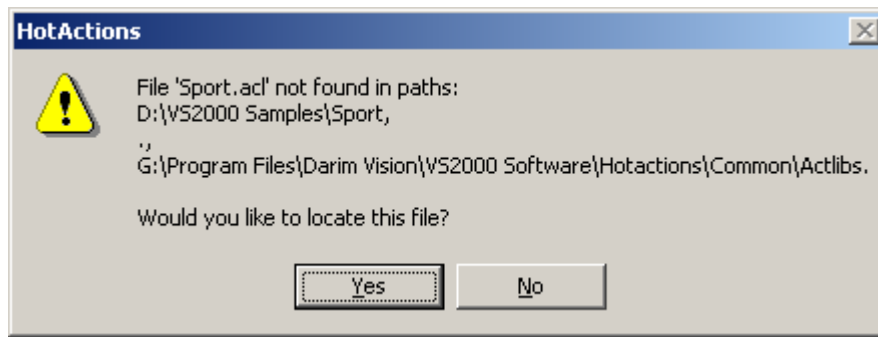 HotActions
File 'Sport.acl' not found in paths:
D:\VS2000 Samples\Sport,
.,
G:\Program Files\Darim Vision\VS2000 Software\Hotactions\Common\Actlibs.
Would you like to locate this file?
Yes No